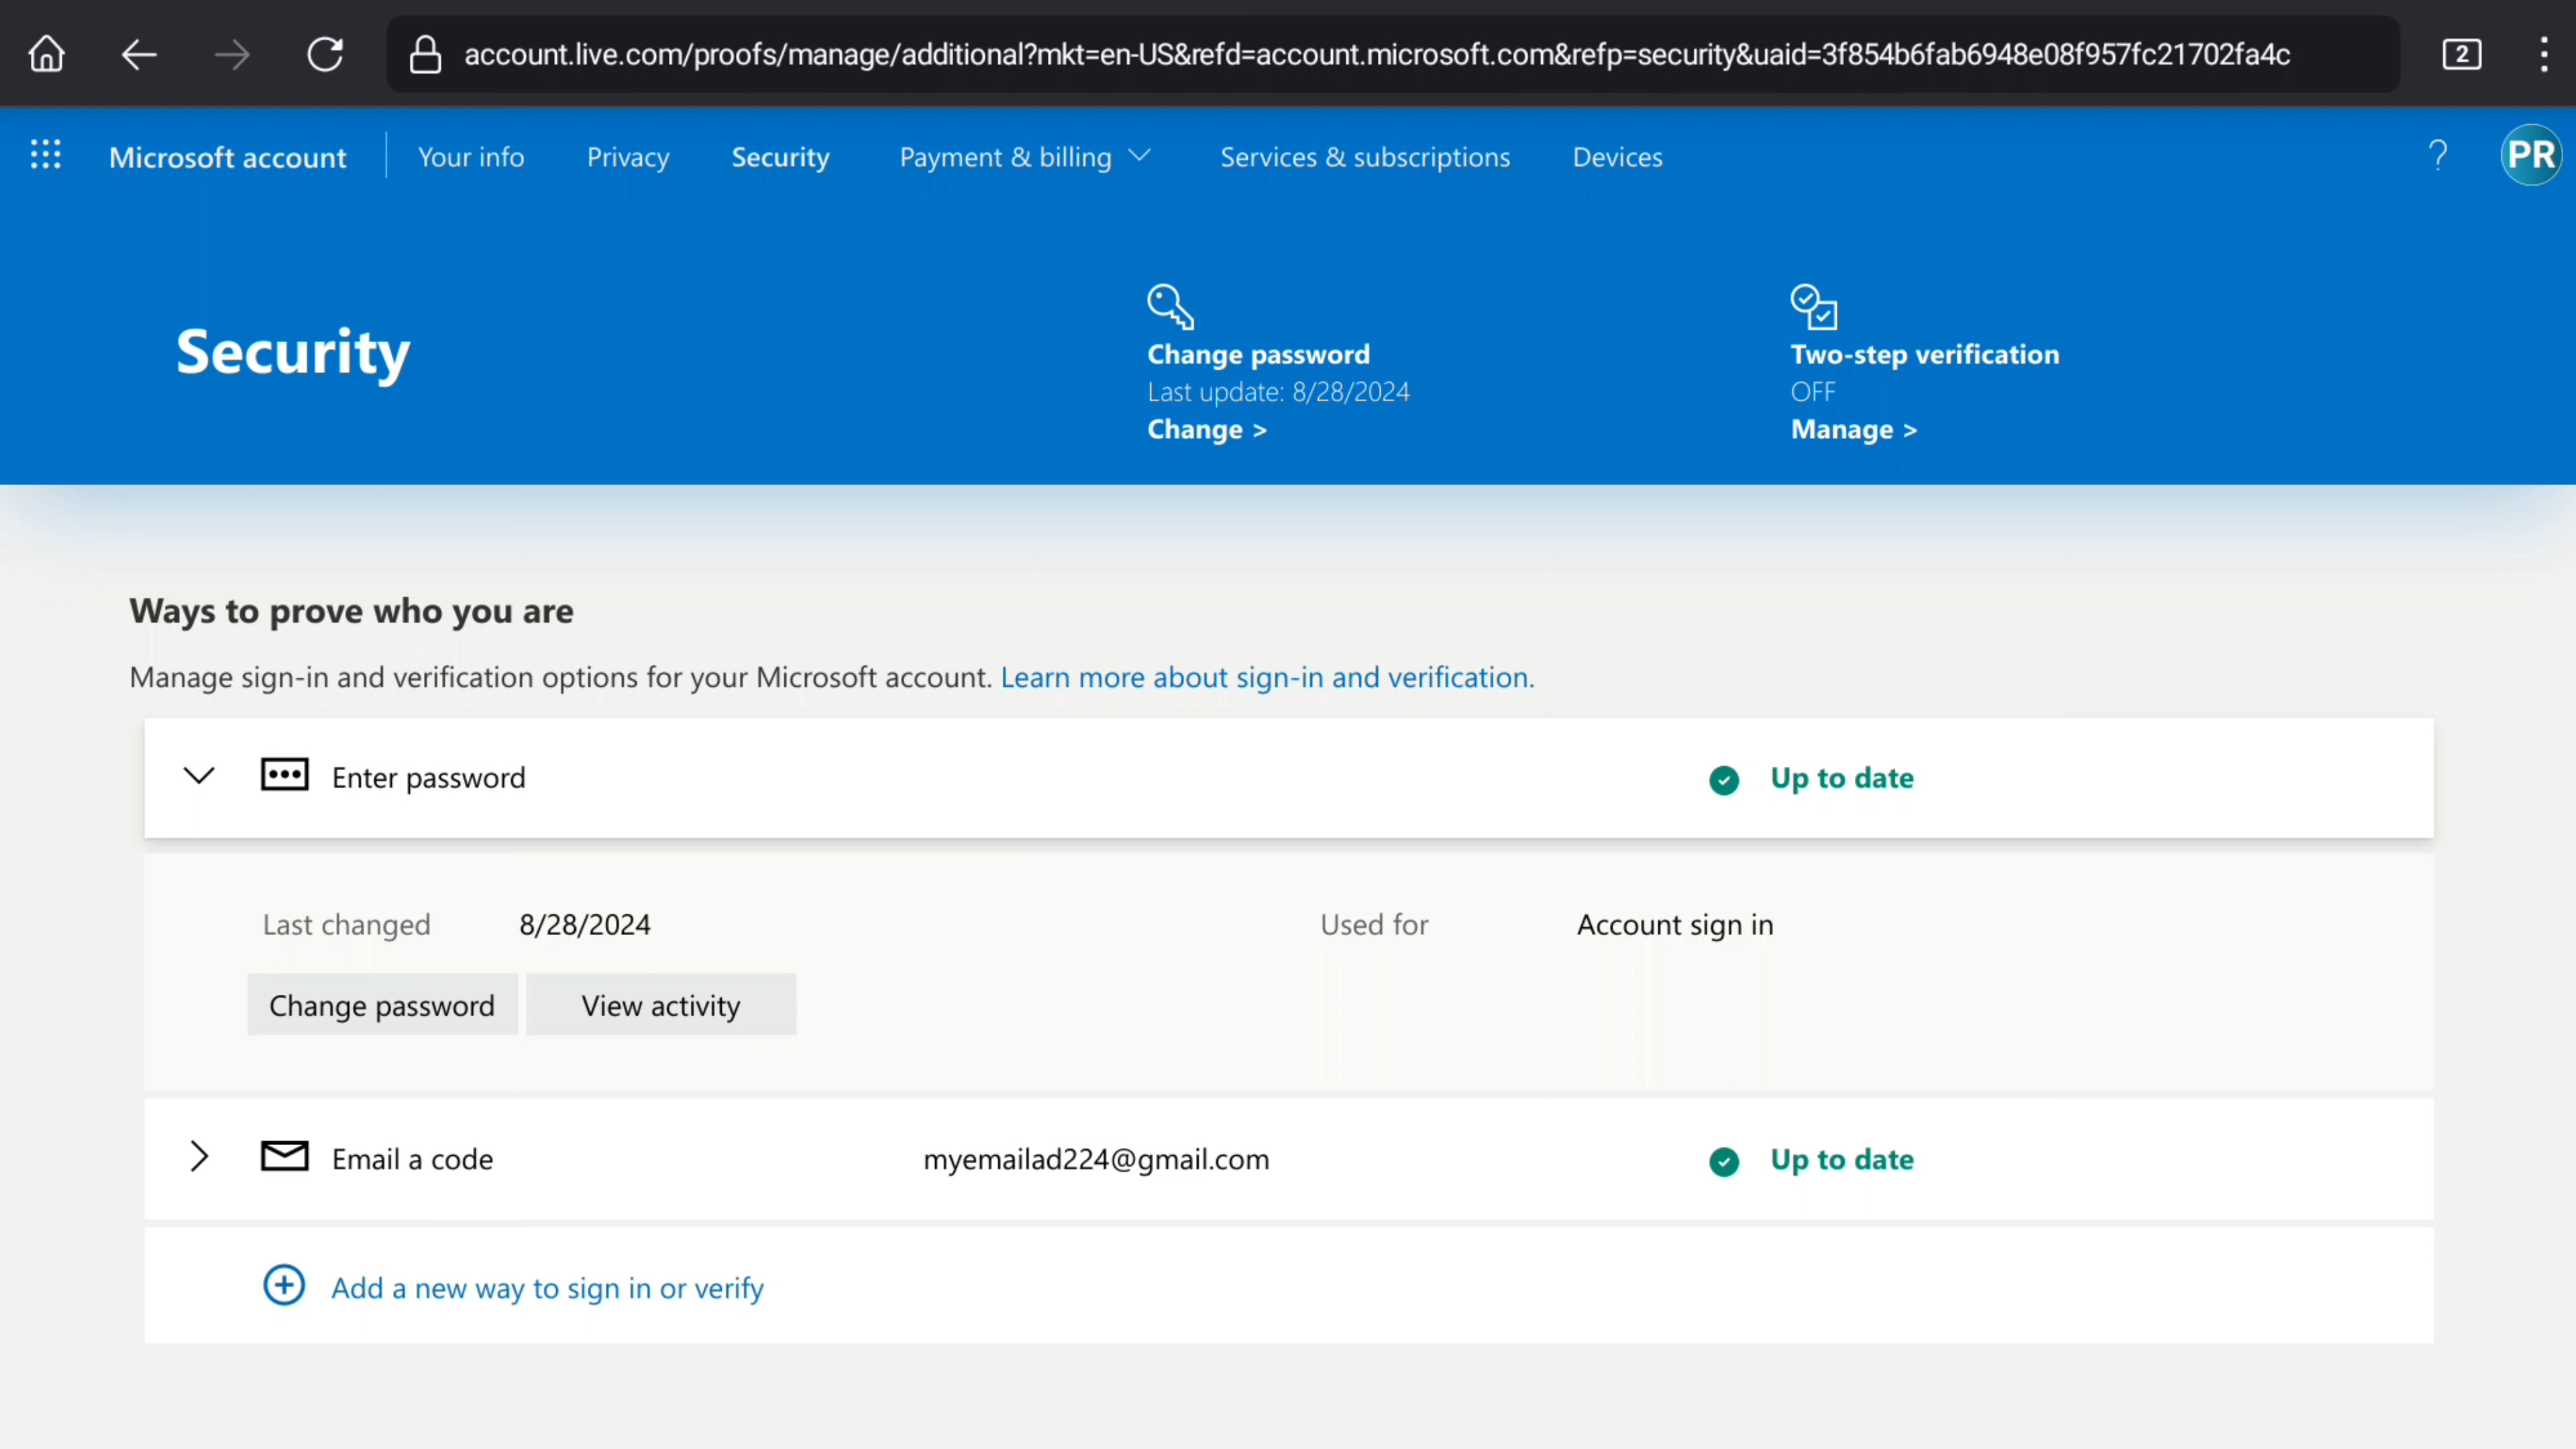 account.live.com/proofs/manage/additional?mkt=en-US&refd=account.microsoft.com&refp=security&uaid=3f854b6fab6948e08f957fc21702fa4c
2
Microsoft account
Your info
Privacy
Security
Payment & billing
Services & subscriptions
Devices
?
PR
Security
Change password
Last update: 8/28/2024
Change >
Two-step verification
OFF
Manage >
Ways to prove who you are
Manage sign-in and verification options for your Microsoft account. Learn more about sign-in and verification.
Enter password
Up to date
Last changed 8/28/2024
Used for Account sign in
Change password
View activity
Email a code
myemailad224@gmail.com
Up to date
Add a new way to sign in or verify